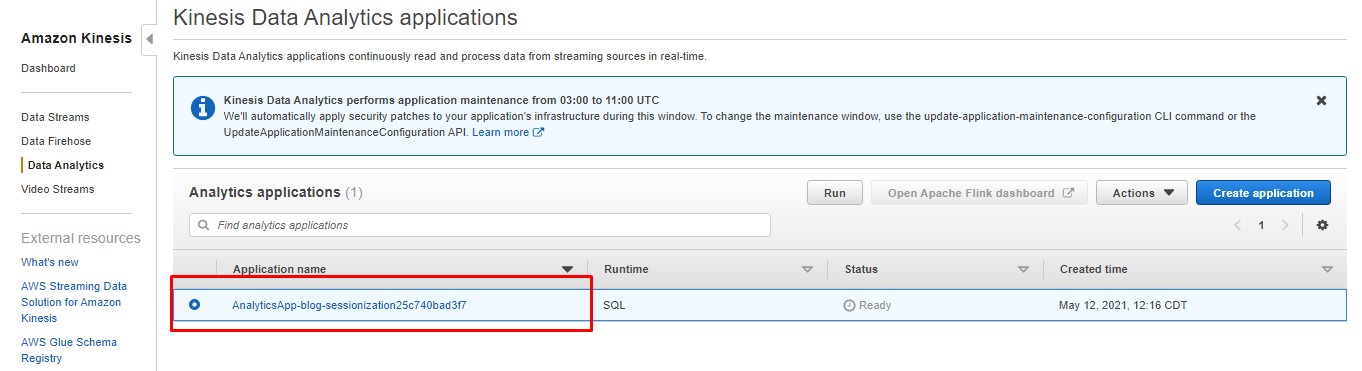 Kinesis Data Analytics applications
Amazon Kinesis
Dashboard
Data Streams
Data Firehose
Data Analytics
Video Streams
External resources
What's new
AWS Streaming Data
Solution for Amazon
Kinesis
AWS Glue Schema
Registry
Kinesis Data Analytics applications continuously read and process data from streaming sources in real-time.
Kinesis Data Analytics performs application maintenance from 03:00 to 11:00 UTC
We'll automatically apply security patches to your application's infrastructure during this window. To change the maintenance window, use the update-application-maintenance-configuration CLI command or the
UpdateApplicationMaintenanceConfiguration API. Learn more
Analytics applications (1)
Run
Open Apache Flink dashboard
Actions
Create application
Find analytics applications
1
Application name
Runtime
Status
Created time
AnalyticsApp-blog-sessionization25c740bad3f7
SQL
Ready
May 12, 2021, 12:16 CDT